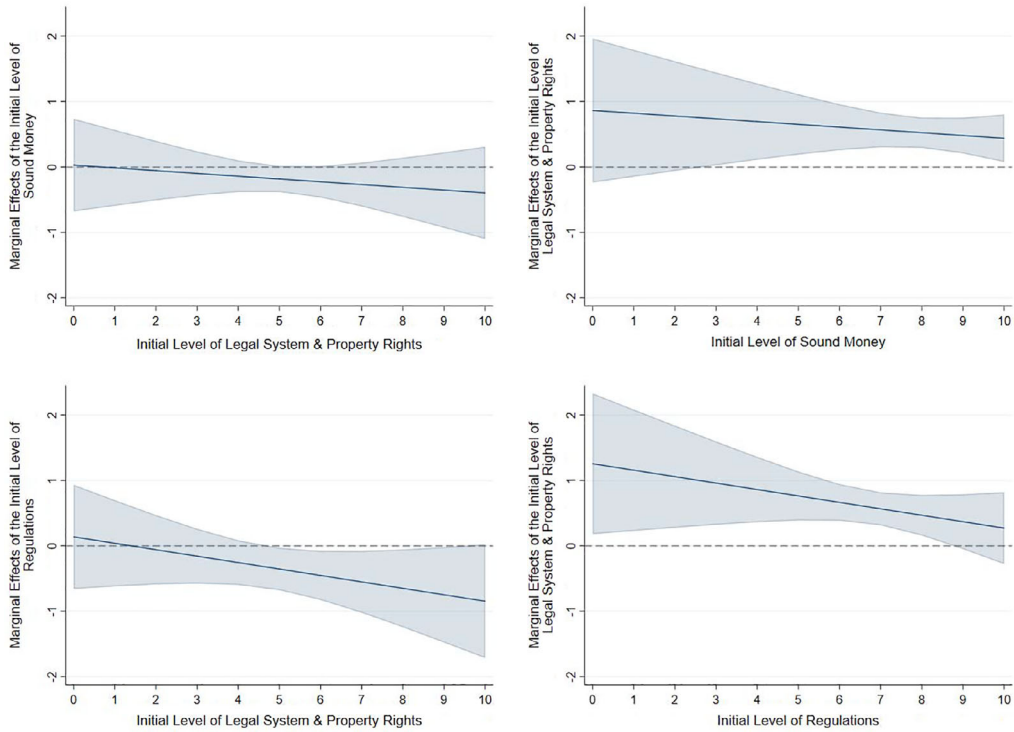 Marginal Effects of the Initial Level of
Sound Money
2
1
0
-1
-2
0 1 2 3 4 5 6 7 8 9 10
Initial Level of Legal System & Property Rights
Marginal Effects of the Initial Level of
Legal System & Property Rights
2
1
0
-1
-2
0 1 2 3 4 5 6 7 8 9 10
Initial Level of Sound Money
Marginal Effects of the Initial Level of
Regulations
2
1
0
-1
-2
0 1 2 3 4 5 6 7 8 9 10
Initial Level of Legal System & Property Rights
Marginal Effects of the Initial Level of
Legal System & Property Rights
2
1
0
-1
-2
0 1 2 3 4 5 6 7 8 9 10
Initial Level of Regulations